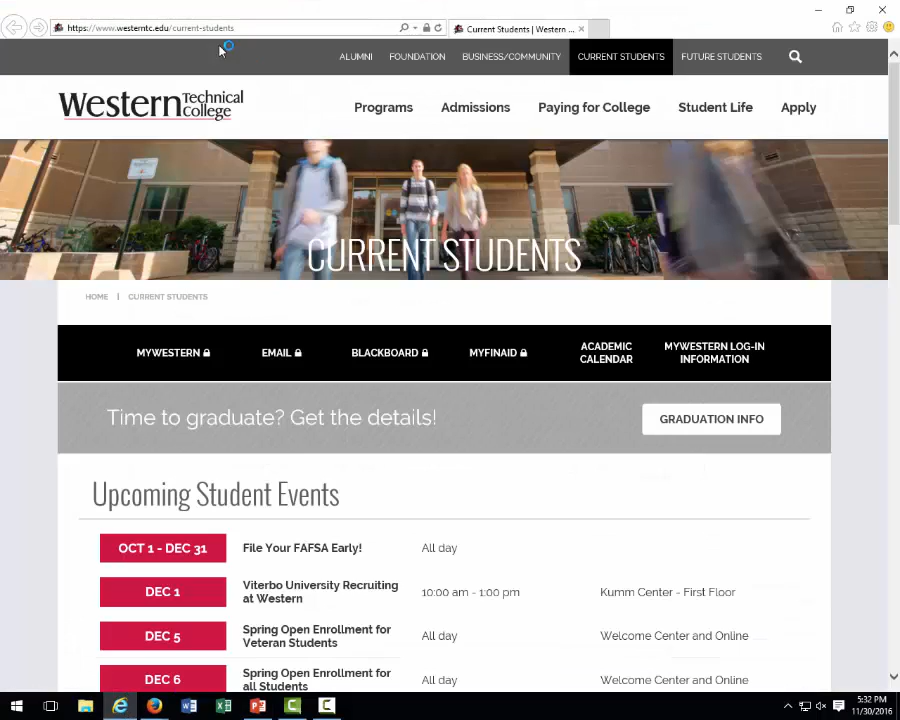 https://www.westerntc.edu/current-students
Current Students | Western ...
ALUMNI FOUNDATION BUSINESS/COMMUNITY CURRENT STUDENTS FUTURE STUDENTS
Western Technical College
Programs Admissions Paying for College Student Life Apply
CURRENT STUDENTS
HOME | CURRENT STUDENTS
MYWESTERN EMAIL BLACKBOARD MYFINAID ACADEMIC CALENDAR MYWESTERN LOG-IN INFORMATION
Time to graduate? Get the details! GRADUATION INFO
Upcoming Student Events
OCT 1 - DEC 31 File Your FAFSA Early! All day
DEC 1 Viterbo University Recruiting at Western 10:00 am - 1:00 pm Kumm Center - First Floor
DEC 5 Spring Open Enrollment for Veteran Students All day Welcome Center and Online
DEC 6 Spring Open Enrollment for all Students All day Welcome Center and Online
5:32 PM
11/30/2016